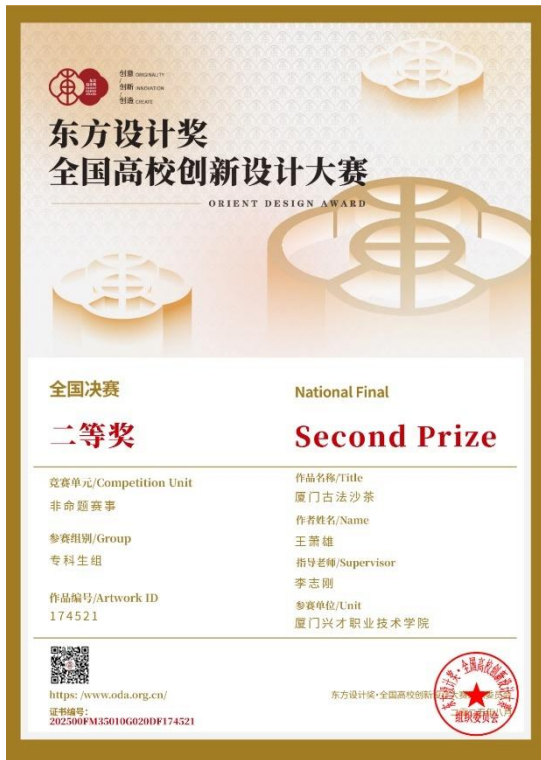 创意 ORIGINALITY
创新 INNOVATION
创造 CREATE
东方设计奖
全国高校创新设计大赛
ORIENT DESIGN AWARD
全国决赛
National Final
二等奖
Second Prize
竞赛单元/Competition Unit
非命题赛事
参赛组别/Group
专科生组
作品编号/Artwork ID
174521
作品名称/Title
厦门古法沙茶
作者姓名/Name
王萧雄
指导老师/Supervisor
李志刚
参赛单位/Unit
厦门兴才职业技术学院
https: /www.oda.org.cn/
证书编号:
202500FM35010G020DF174521
东方设计奖·全国高校创新设计大赛
组织委员会